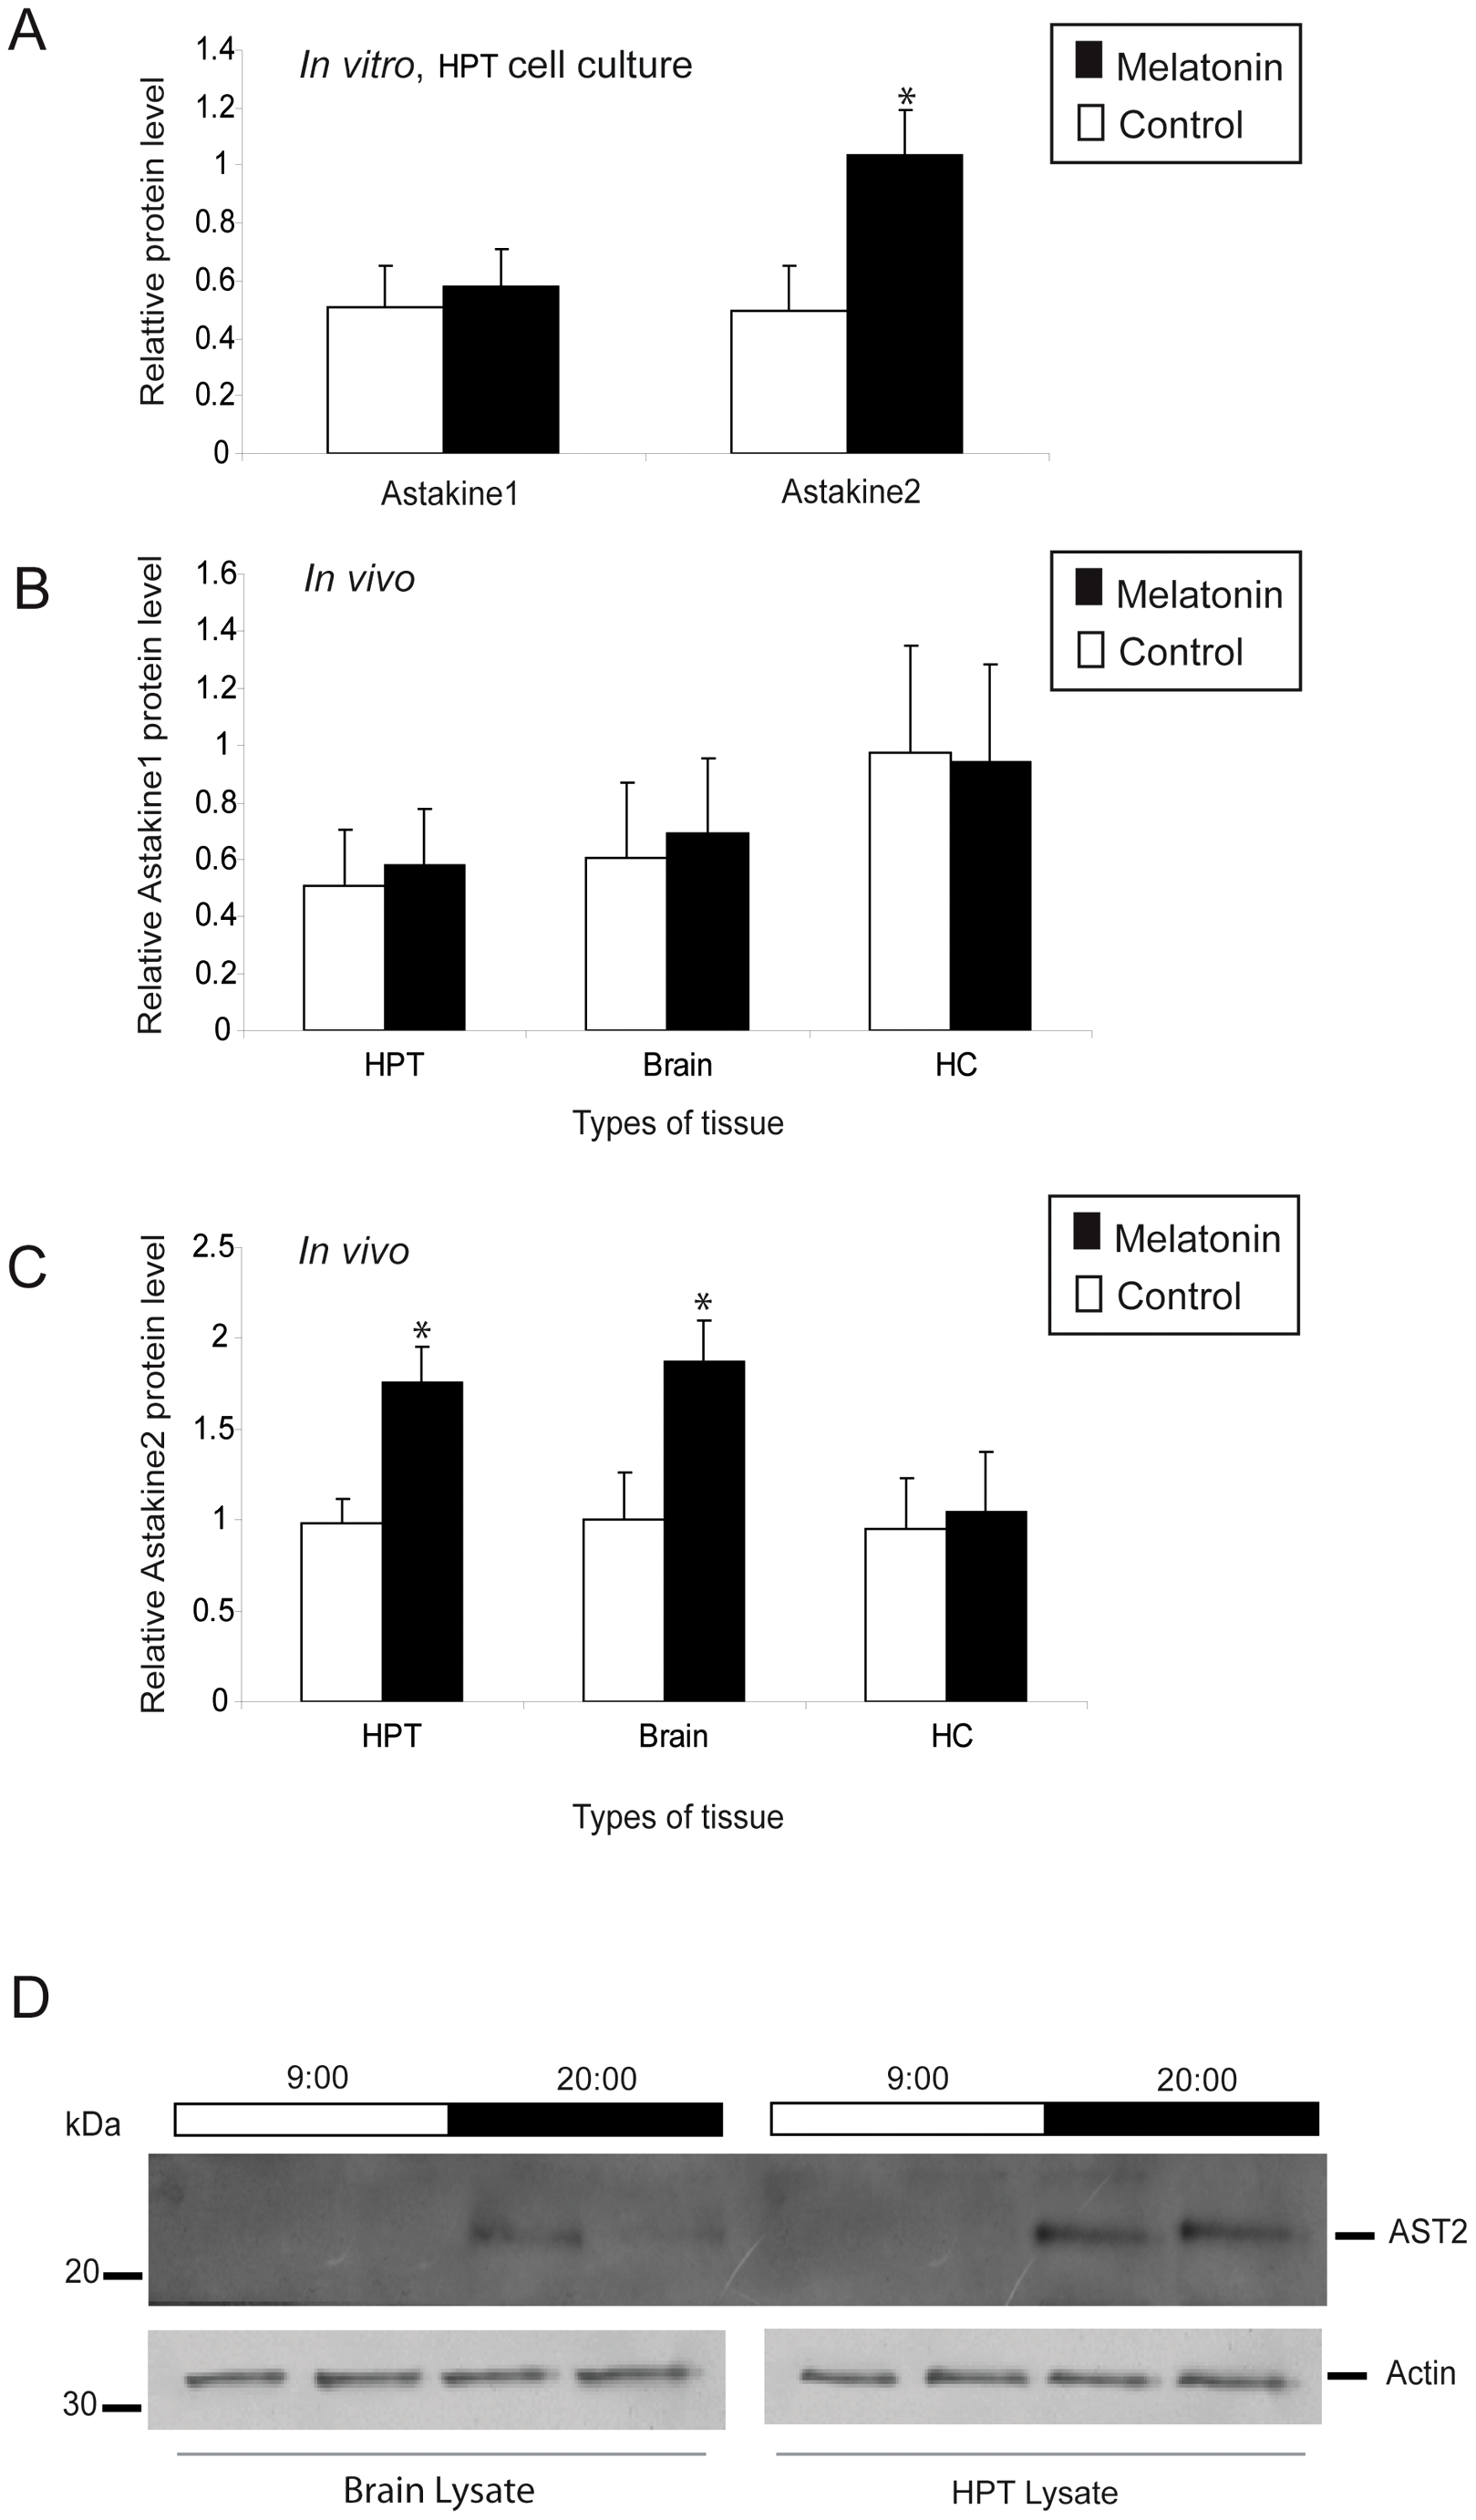 A
In vitro, HPT cell culture
Relattive protein level
1.4
1.2
1
0.8
0.6
0.4
0.2
0
*
Melatonin
Control
Astakine1
Astakine2
B
In vivo
Relative Astakine1 protein level
1.6
1.4
1.2
1
0.8
0.6
0.4
0.2
0
Melatonin
Control
HPT
Brain
HC
Types of tissue
C
In vivo
Relative Astakine2 protein level
2.5
2
1.5
1
0.5
0
*
*
Melatonin
Control
HPT
Brain
HC
Types of tissue
D
9:00
20:00
9:00
20:00
kDa
AST2
20
Actin
30
Brain Lysate
HPT Lysate